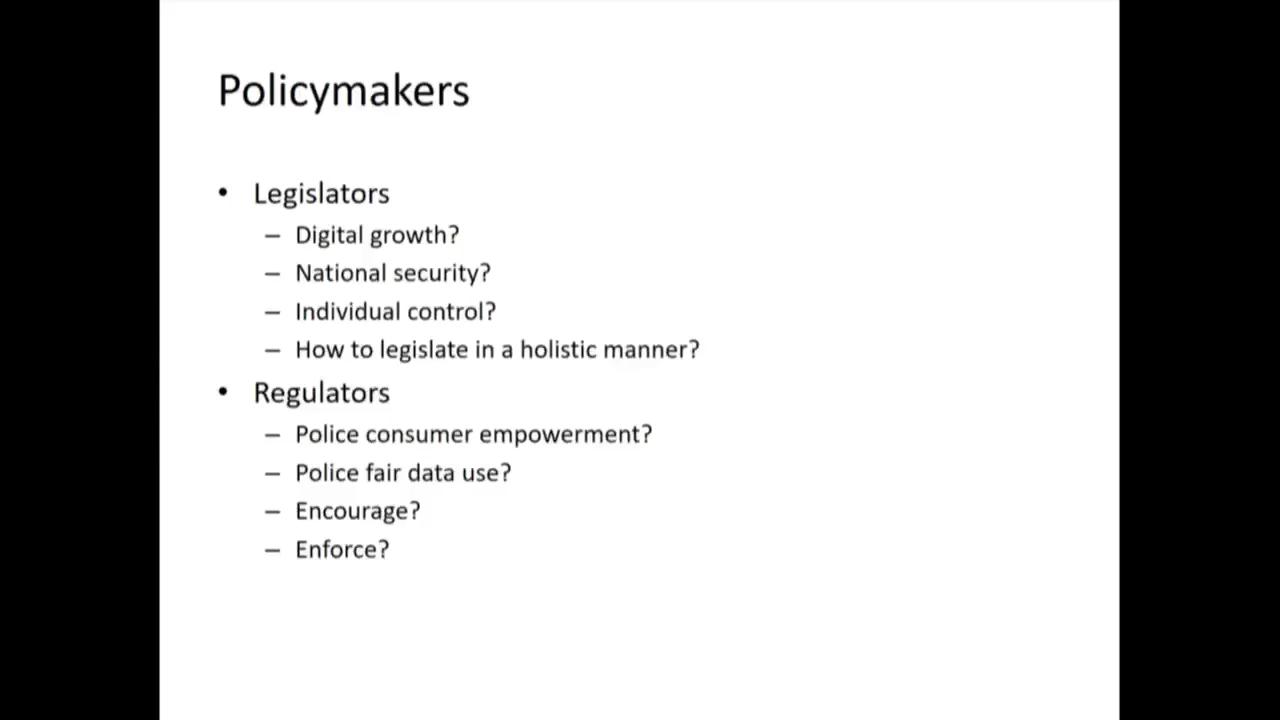 Policymakers
• Legislators
– Digital growth?
– National security?
– Individual control?
– How to legislate in a holistic manner?
• Regulators
– Police consumer empowerment?
– Police fair data use?
– Encourage?
– Enforce?